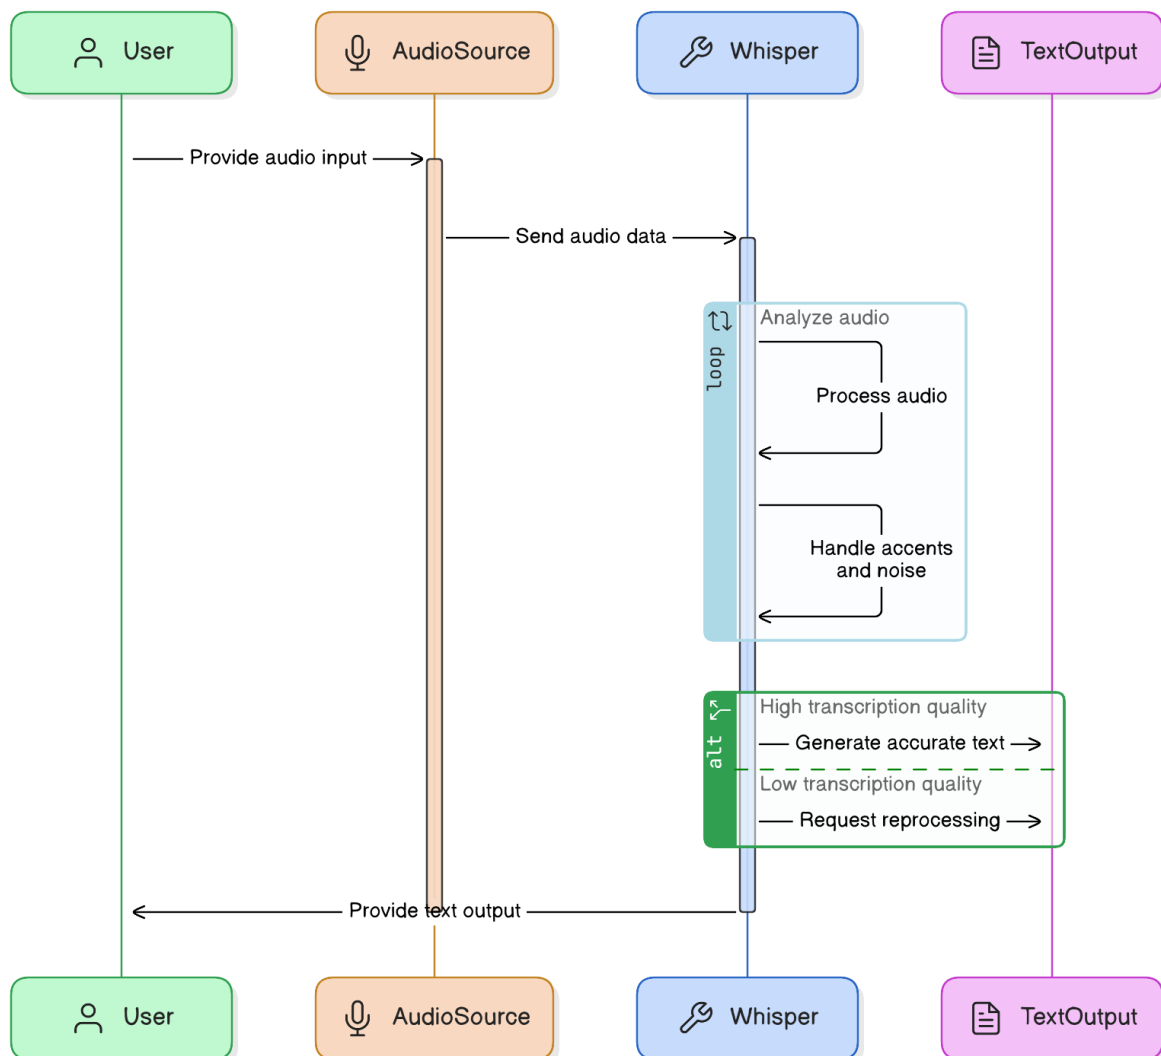 User
AudioSource
Whisper
TextOutput
Provide audio input
Send audio data
loop
Analyze audio
Process audio
Handle accents
and noise
alt
High transcription quality
Generate accurate text
Low transcription quality
Request reprocessing
Provide text output
User
AudioSource
Whisper
TextOutput